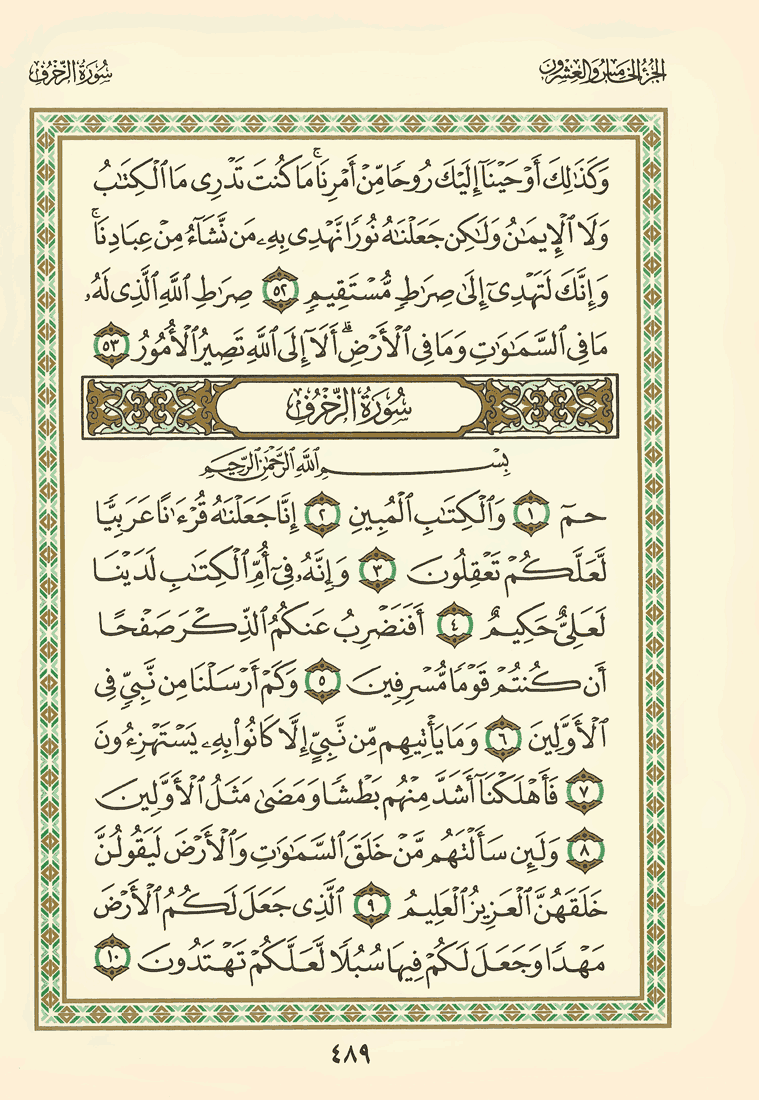 الجزء الخامس والعشرون
سورة الزخرف
وَكَذَٰلِكَ أَوْحَيْنَآ إِلَيْكَ رُوحًا مِّنْ أَمْرِنَا ۚ مَا كُنتَ تَدْرِى مَا ٱلْكِتَٰبُ
وَلَا ٱلْإِيمَٰنُ وَلَٰكِن جَعَلْنَٰهُ نُورًا نَّهْدِى بِهِۦ مَن نَّشَآءُ مِنْ عِبَادِنَا ۚ
وَإِنَّكَ لَتَهْدِىٓ إِلَىٰ صِرَٰطٍ مُّسْتَقِيمٍ ٥٢ صِرَٰطِ ٱللَّهِ ٱلَّذِى لَهُۥ
مَا فِى ٱلسَّمَٰوَٰتِ وَمَا فِى ٱلْأَرْضِ ۗ أَلَآ إِلَى ٱللَّهِ تَصِيرُ ٱلْأُمُورُ ٥٣
سُورَةُ الزُّخْرُفِ
بِسْمِ ٱللَّهِ ٱلرَّحْمَٰنِ ٱلرَّحِيمِ
حمٓ ١ وَٱلْكِتَٰبِ ٱلْمُبِينِ ٢ إِنَّا جَعَلْنَٰهُ قُرْءَٰنًا عَرَبِيًّا
لَّعَلَّكُمْ تَعْقِلُونَ ٣ وَإِنَّهُۥ فِىٓ أُمِّ ٱلْكِتَٰبِ لَدَيْنَا
لَعَلِىٌّ حَكِيمٌ ٤ أَفَنَضْرِبُ عَنكُمُ ٱلذِّكْرَ صَفْحًا
أَن كُنتُمْ قَوْمًا مُّسْرِفِينَ ٥ وَكَمْ أَرْسَلْنَا مِن نَّبِىٍّ فِى
ٱلْأَوَّلِينَ ٦ وَمَا يَأْتِيهِم مِّن نَّبِىٍّ إِلَّا كَانُوا۟ بِهِۦ يَسْتَهْزِءُونَ
٧ فَأَهْلَكْنَآ أَشَدَّ مِنْهُم بَطْشًا وَمَضَىٰ مَثَلُ ٱلْأَوَّلِينَ
٨ وَلَئِن سَأَلْتَهُم مَّنْ خَلَقَ ٱلسَّمَٰوَٰتِ وَٱلْأَرْضَ لَيَقُولُنَّ
خَلَقَهُنَّ ٱلْعَزِيزُ ٱلْعَلِيمُ ٩ ٱلَّذِى جَعَلَ لَكُمُ ٱلْأَرْضَ
مَهْدًا وَجَعَلَ لَكُمْ فِيهَا سُبُلًا لَّعَلَّكُمْ تَهْتَدُونَ ١٠
٤٨٩